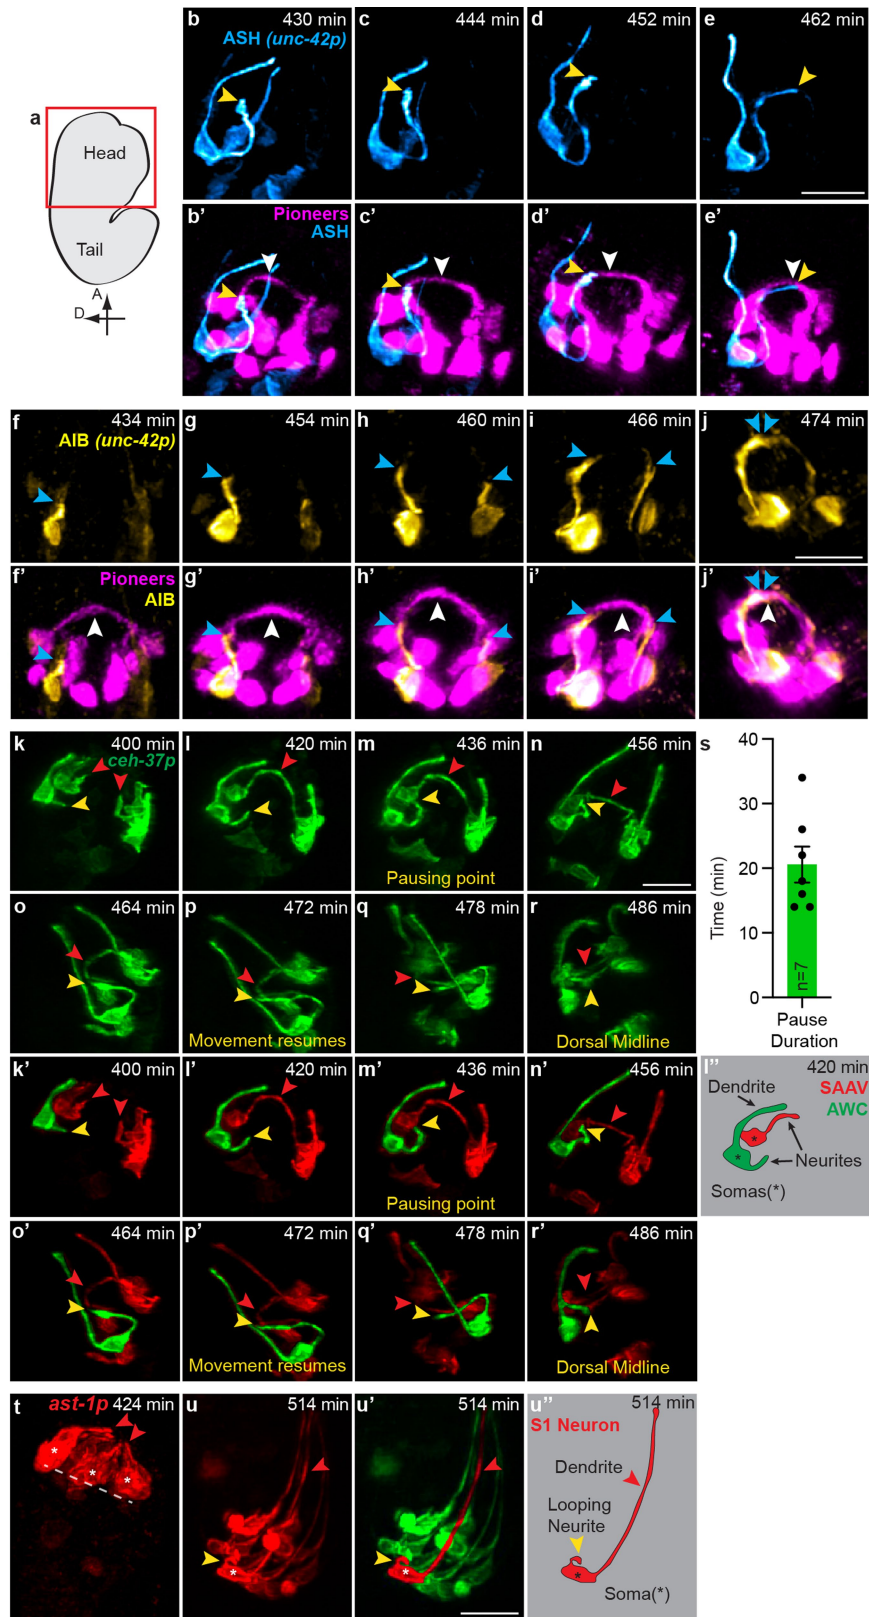 a
Head
Tail
A
D
b 430 min
ASH (unc-42p)
c 444 min
d 452 min
e 462 min
b’ Pioneers
ASH
c’
d’
e’
f 434 min
AIB (unc-42p)
g 454 min
h 460 min
i 466 min
j 474 min
f’
Pioneers
AIB
g’
h’
i’
j’
k 400 min
ceh-37p
l 420 min
m 436 min
Pausing point
n 456 min
o 464 min
p 472 min
Movement resumes
q 478 min
r 486 min
Dorsal Midline
s
40
30
20
10
0
Time (min)
n=7
Pause
Duration
k’ 400 min
l’ 420 min
m’ 436 min
Pausing point
n’ 456 min
l’’ 420 min
Dendrite SAAV
AWC
* *
Neurites
Somas(*)
o’ 464 min
p’ 472 min
Movement resumes
q’ 478 min
r’ 486 min
Dorsal Midline
t ast-1p 424 min
* * *
u 514 min
*
u’ 514 min
*
u’’ 514 min
S1 Neuron
Dendrite
Looping
Neurite
*
Soma(*)